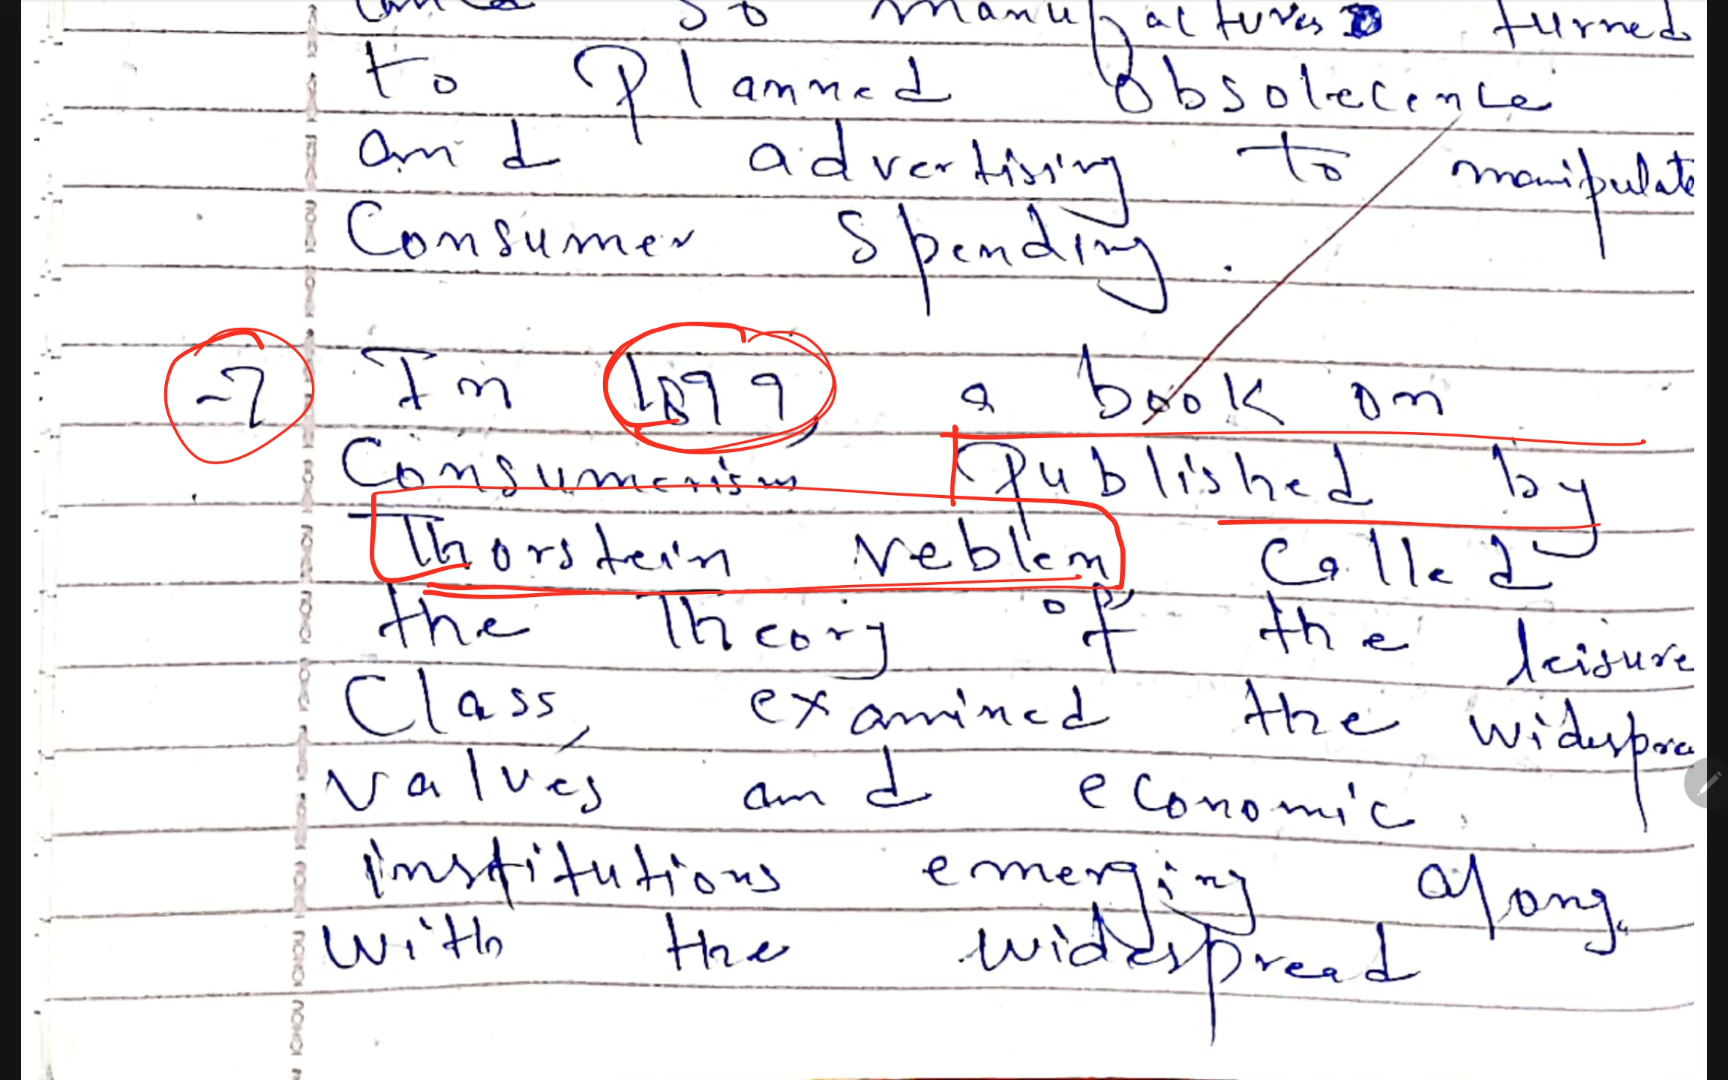 so manufactures turned
to Planned Obsolecence
and advertising to manipulate
Consumer Spending.
-7 In 1899 a book on
Consumerism Published by
Thorstein Veblen Called
the Theory of the leisure
Class, examined the widesprea
values and economic
institutions emerging along
with the widespread